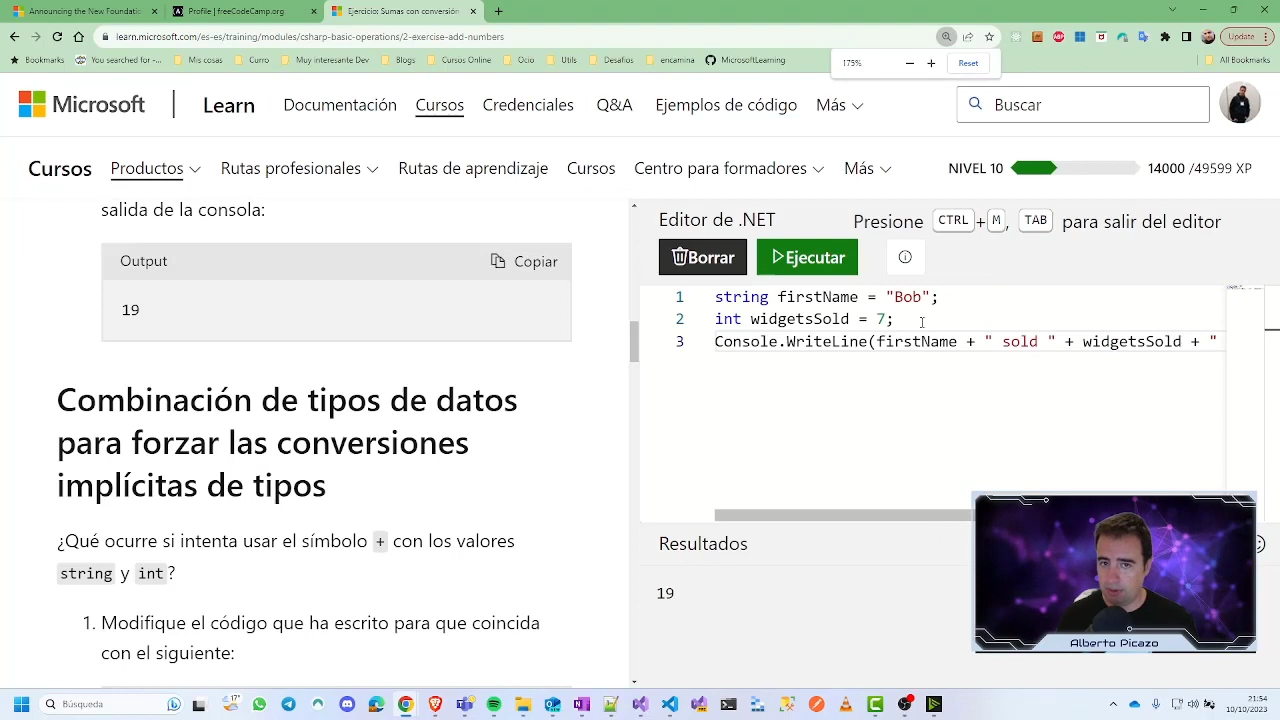 Announcing the New Foundatic
Profile | freeCodeCamp.org
Ejercicio: Sumas con conversión
learn.microsoft.com/es-es/training/modules/csharp-basic-operations/2-exercise-add-numbers
Update
Bookmarks
You searched for -...
Mis cosas
Curro
Muy interesante Dev
Blogs
Cursos Online
Ocio
Utils
Desafios
encamina
MicrosoftLearning
All Bookmarks
175%
Reset
Microsoft
Learn
Documentación
Cursos
Credenciales
Q&A
Ejemplos de código
Más
Buscar
Cursos
Productos
Rutas profesionales
Rutas de aprendizaje
Cursos
Centro para formadores
Más
NIVEL 10
14000 /49599 XP
salida de la consola:
Output
Copiar
19
Combinación de tipos de datos
para forzar las conversiones
implícitas de tipos
¿Qué ocurre si intenta usar el símbolo + con los valores
string y int?
1. Modifique el código que ha escrito para que coincida
con el siguiente:
Editor de .NET
Presione CTRL + M, TAB para salir del editor
Borrar
Ejecutar
1 string firstName = "Bob";
2 int widgetsSold = 7;
3 Console.WriteLine(firstName + " sold " + widgetsSold + "
Resultados
19
Alberto Picazo
Búsqueda
17°
21:54
10/10/2023